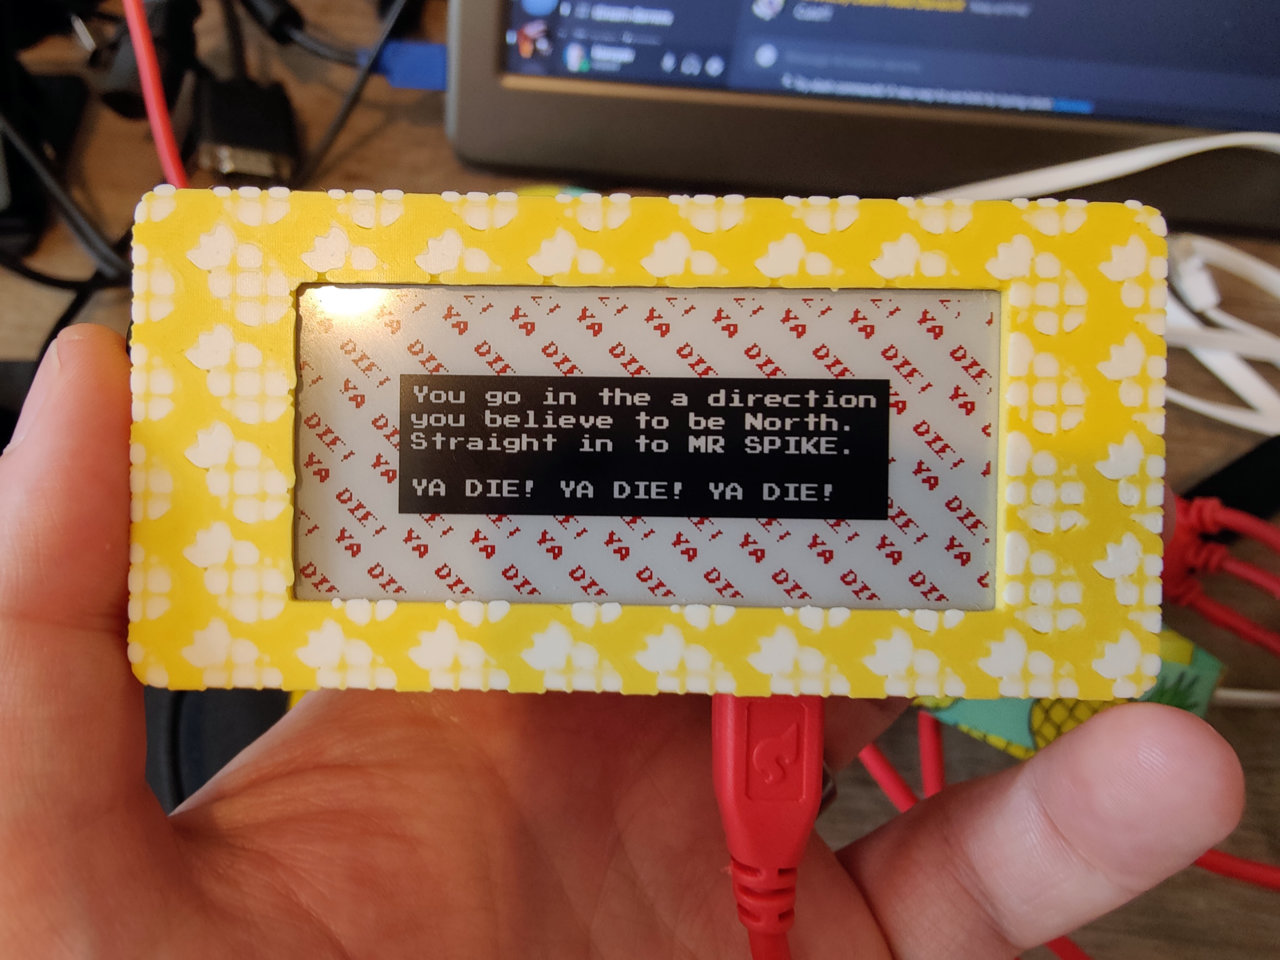 You go in the a direction
you believe to be North.
Straight in to MR SPIKE.
YA DIE! YA DIE! YA DIE!